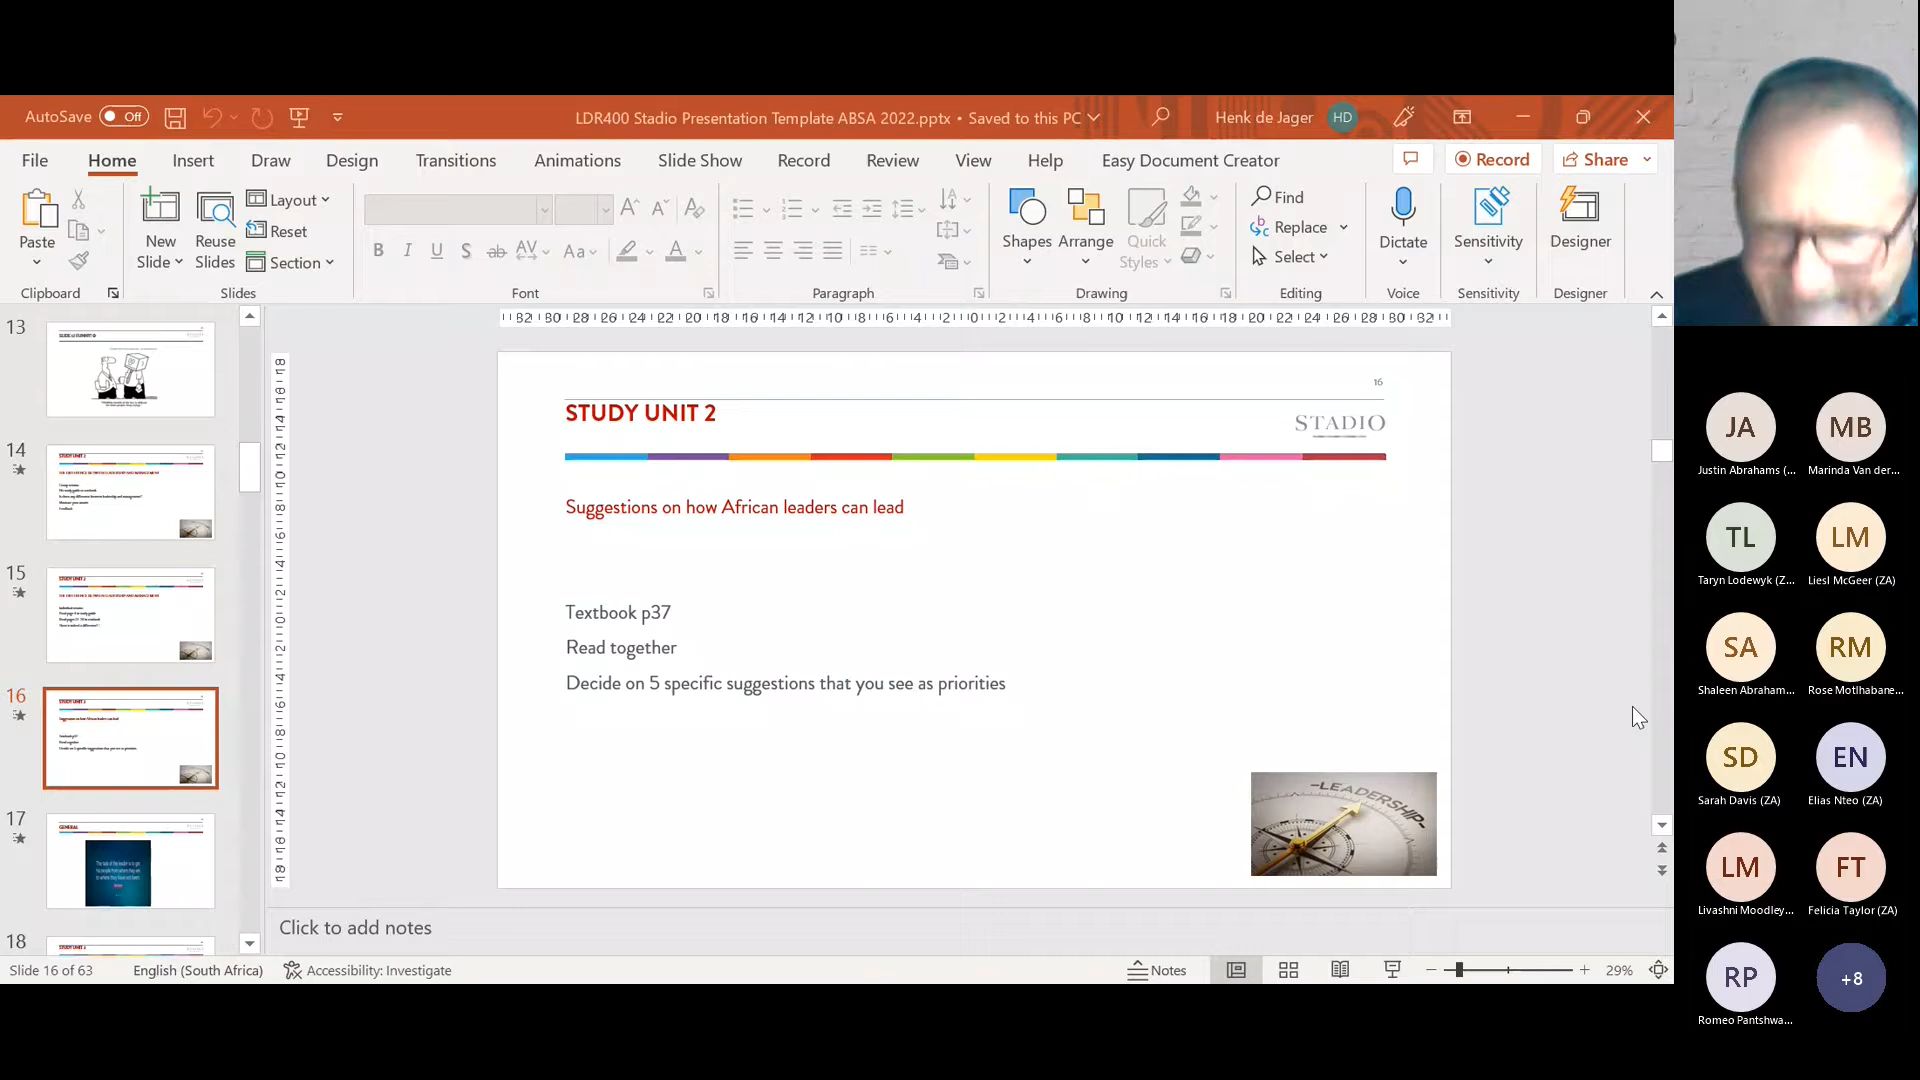 AutoSave Off
LDR400 Stadio Presentation Template ABSA 2022.pptx • Saved to this PC
Henk de Jager HD
File Home Insert Draw Design Transitions Animations Slide Show Record Review View Help Easy Document Creator Record Share
Paste
New Slide
Reuse Slides
Layout
Reset
Section
Shapes Arrange Quick Styles
Find
Replace
Select
Dictate
Sensitivity
Designer
Clipboard Slides Font Paragraph Drawing Editing Voice Sensitivity Designer
13
14
15
16
17
GENERAL
18
16
STUDY UNIT 2
STADIO
Suggestions on how African leaders can lead
Textbook p37
Read together
Decide on 5 specific suggestions that you see as priorities
LEADERSHIP
Click to add notes
Slide 16 of 63 English (South Africa) Accessibility: Investigate Notes 29%
JA MB
Justin Abrahams (... Marinda Van der...
TL LM
Taryn Lodewyk (Z... Liesl McGeer (ZA)
SA RM
Shaleen Abraham... Rose Motlhabane...
SD EN
Sarah Davis (ZA) Elias Nteo (ZA)
LM FT
Livashni Moodley... Felicia Taylor (ZA)
RP +8
Romeo Pantshwa...